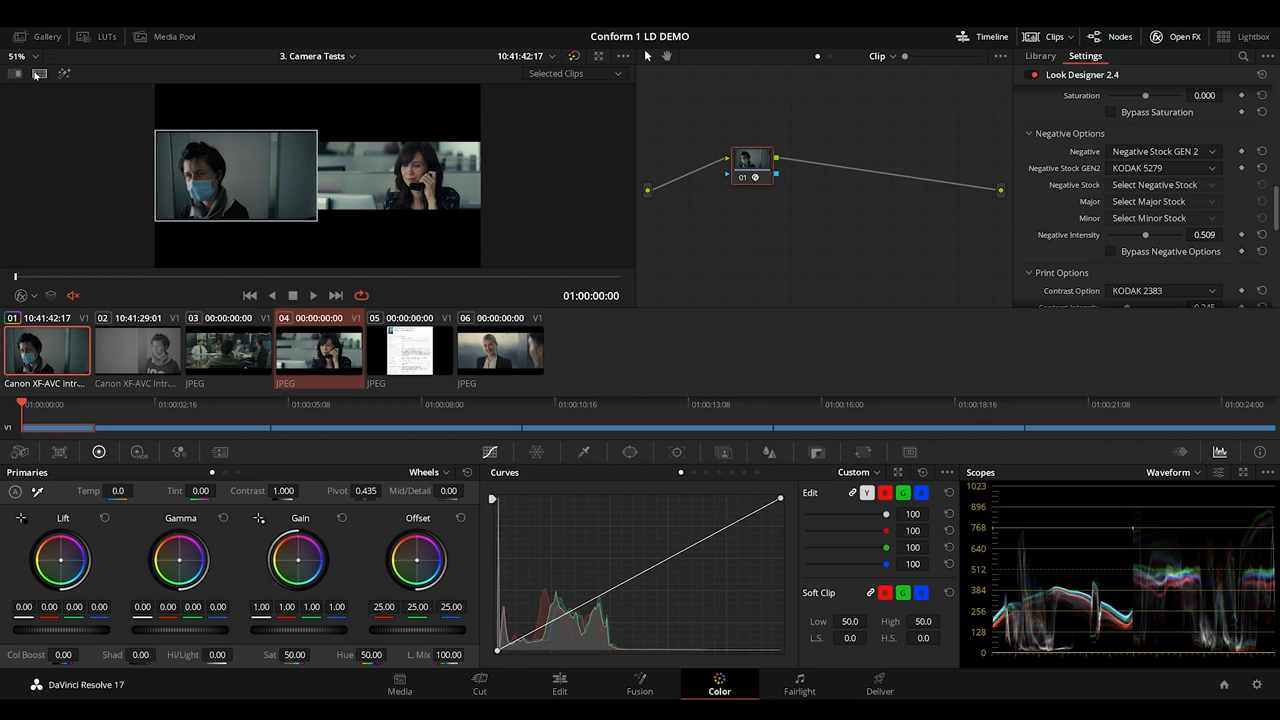 Gallery LUTs Media Pool Conform 1 LD DEMO Timeline Clips Nodes Open FX Lightbox
51% 3. Camera Tests 10:41:42:17 Clip Library Settings
Selected Clips Look Designer 2.4
Saturation 0.000
Bypass Saturation
Negative Options
Negative Negative Stock GEN 2
Negative Stock GEN2 KODAK 5279
Negative Stock Select Negative Stock
Major Select Major Stock
Minor Select Minor Stock
Negative Intensity 0.509
Bypass Negative Options
Print Options
Contrast Option KODAK 2383
01
01:00:00:00
01 10:41:42:17 V1 02 10:41:29:01 V1 03 00:00:00:00 V1 04 00:00:00:00 V1 05 00:00:00:00 V1 06 00:00:00:00 V1
Canon XF-AVC Intr... Canon XF-AVC Intr... JPEG JPEG JPEG JPEG
01:00:00:00 01:00:02:16 01:00:05:08 01:00:08:00 01:00:10:16 01:00:13:08 01:00:16:00 01:00:18:16 01:00:21:08 01:00:24:00
V1
Primaries Wheels Curves Custom Scopes Waveform
Temp 0.0 Tint 0.00 Contrast 1.000 Pivot 0.435 Mid/Detail 0.00
Edit Y R G B
Lift Gamma Gain Offset
100
100
100
100
0.00 0.00 0.00 0.00 0.00 0.00 0.00 0.00 1.00 1.00 1.00 1.00 25.00 25.00 25.00
Soft Clip R G B
Low 50.0 High 50.0
L.S. 0.0 H.S. 0.0
Col Boost 0.00 Shad 0.00 Hi/Light 0.00 Sat 50.00 Hue 50.00 L. Mix 100.00
1023
896
768
640
512
384
256
128
0
DaVinci Resolve 17 Media Cut Edit Fusion Color Fairlight Deliver